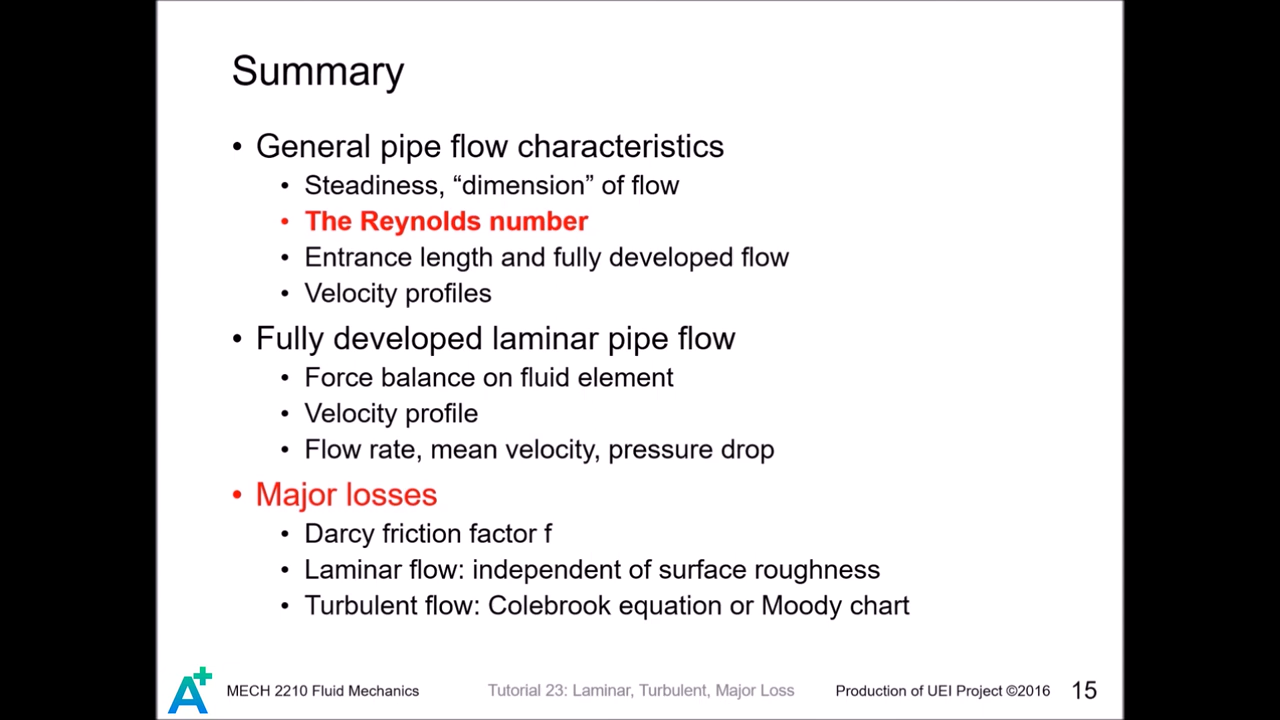 Summary
• General pipe flow characteristics
• Steadiness, “dimension” of flow
• The Reynolds number
• Entrance length and fully developed flow
• Velocity profiles
• Fully developed laminar pipe flow
• Force balance on fluid element
• Velocity profile
• Flow rate, mean velocity, pressure drop
• Major losses
• Darcy friction factor f
• Laminar flow: independent of surface roughness
• Turbulent flow: Colebrook equation or Moody chart
A+ MECH 2210 Fluid Mechanics Tutorial 23: Laminar, Turbulent, Major Loss Production of UEI Project ©2016 15